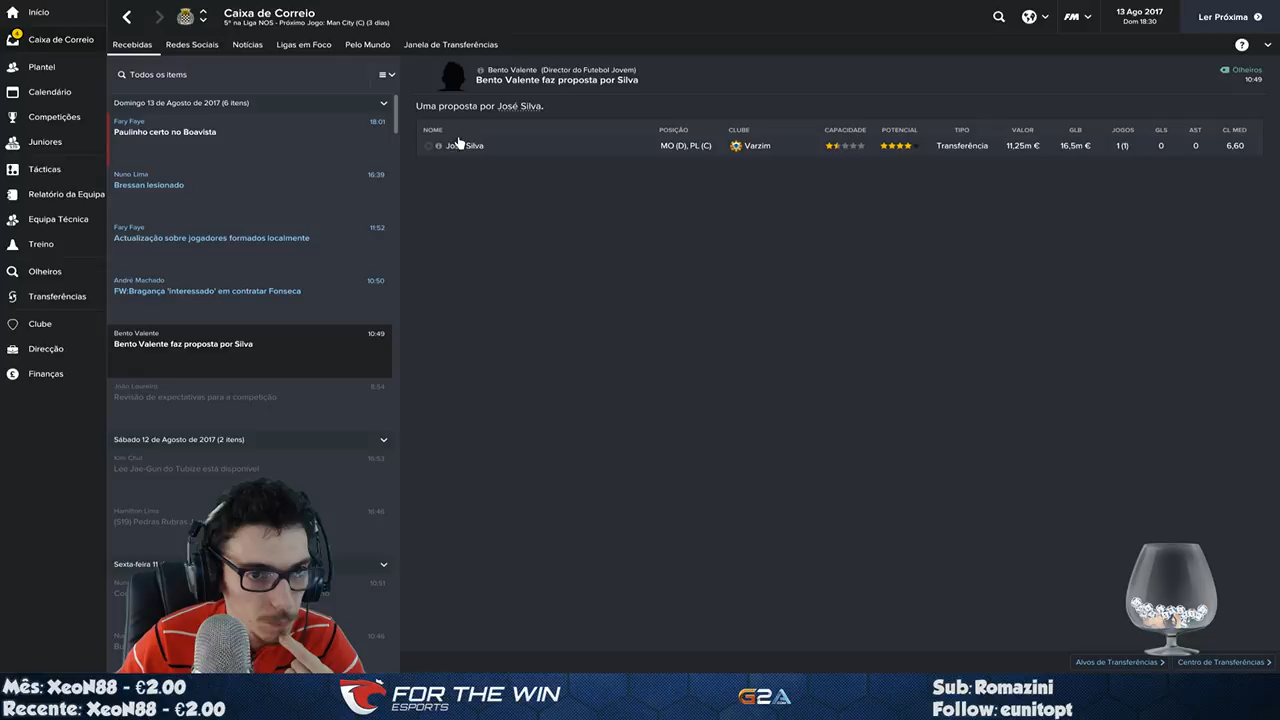 Início
Caixa de Correio
4
Plantel
Calendário
Competições
Juniores
Tácticas
Relatório da Equipa
Equipa Técnica
Treino
Olheiros
Transferências
Clube
Direcção
Finanças
Caixa de Correio
5º na Liga NOS - Próximo Jogo: Man City (C) (3 dias)
FM
13 Ago 2017
Dom 18:30
Ler Próxima
Recebidas
Redes Sociais
Notícias
Ligas em Foco
Pelo Mundo
Janela de Transferências
?
Todos os items
Domingo 13 de Agosto de 2017 (6 itens)
Fary Faye 18:01
Paulinho certo no Boavista
Nuno Lima 16:39
Bressan lesionado
Fary Faye 11:52
Actualização sobre jogadores formados localmente
André Machado 10:50
FW:Bragança 'interessado' em contratar Fonseca
Bento Valente 10:49
Bento Valente faz proposta por Silva
João Loureiro 8:54
Revisão de expectativas para a competição
Sábado 12 de Agosto de 2017 (2 itens)
Kim Chul 16:53
Lee Jae-Gun do Tubize está disponível
Hamilton Lima 16:46
(S19) Pedras Rubras
Sexta-feira 11
10:51
10:46
Bento Valente (Director do Futebol Jovem)
Bento Valente faz proposta por Silva
Olheiros
10:49
Uma proposta por José Silva.
NOME POSIÇÃO CLUBE CAPACIDADE POTENCIAL TIPO VALOR GLB JOGOS GLS AST CL MED
José Silva MO (D), PL (C) Varzim Transferência 11,25m € 16,5m € 1 (1) 0 0 6,60
Alvos de Transferências
Centro de Transferências
Mês: XeoN88 - €2.00
Recente: XeoN88 - €2.00
FOR THE WIN
ESPORTS
G2A.COM
Sub: Romazini
Follow: eunitopt